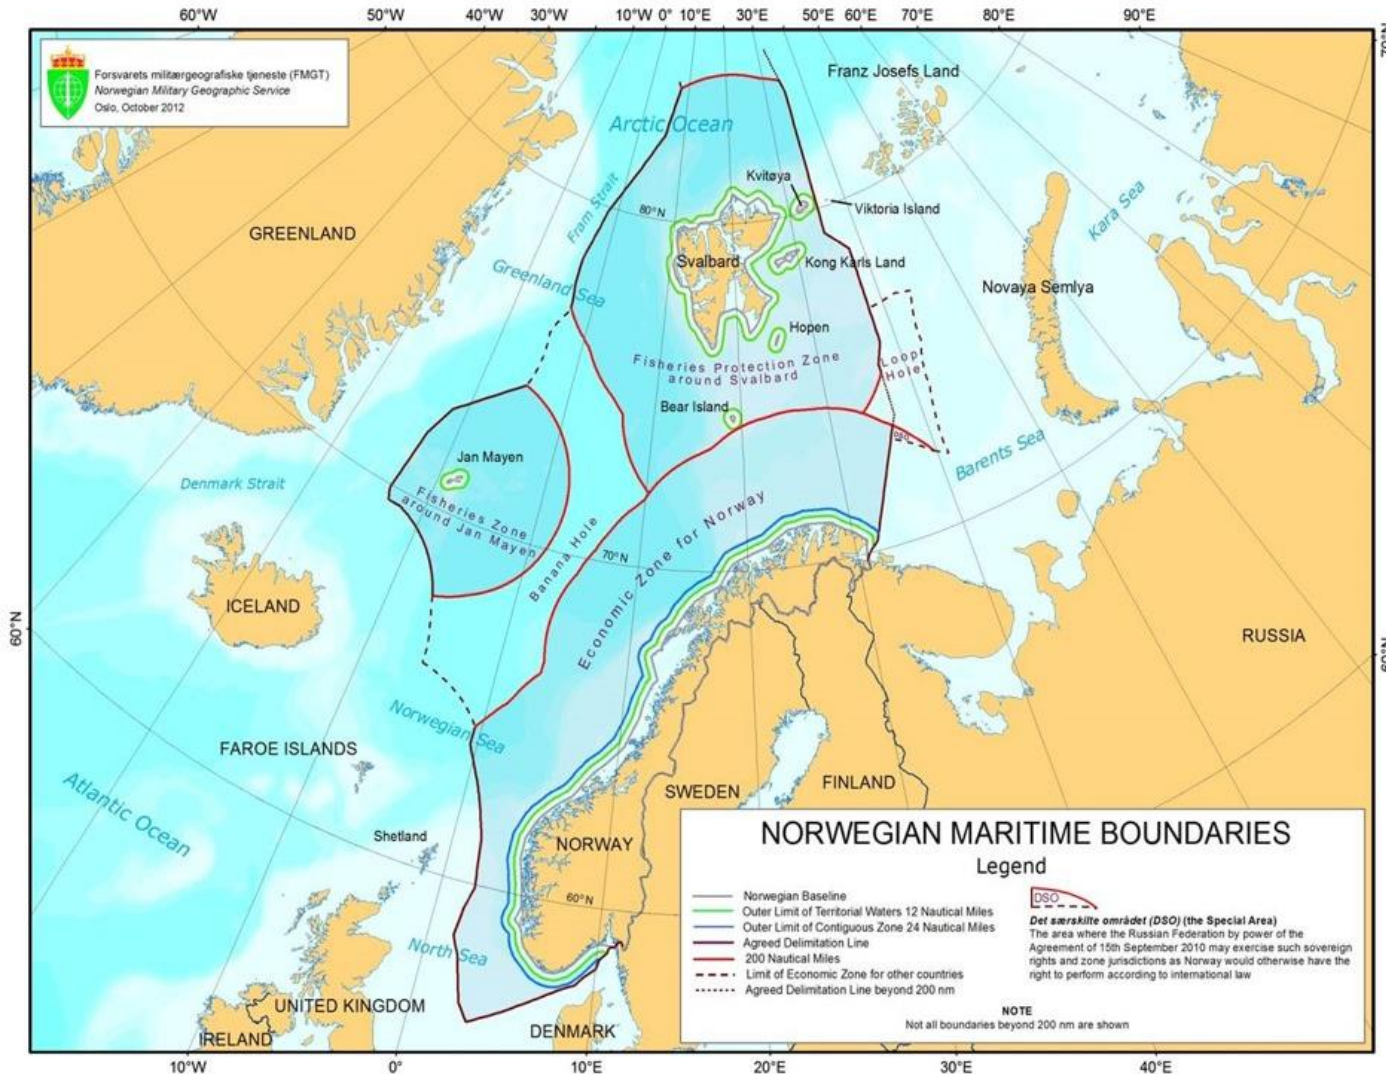 60°W
50°W
40°W
30°W
20°W
10°W
0°
10°E
20°E
30°E
40°E
50°E
60°E
70°E
80°E
90°E
Forsvarets militærgeografiske tjeneste (FMGT)
Norwegian Military Geographic Service
Oslo, October 2012
Franz Josefs Land
Arctic Ocean
Kvitøya
Viktoria Island
Kara Sea
Fram Strait
80°N
GREENLAND
Greenland Sea
Svalbard
Kong Karls Land
Novaya Semlya
Hopen
Fisheries Protection Zone
around Svalbard
Loop
Hole
Bear Island
DSO
Barents Sea
Jan Mayen
Denmark Strait
Fisheries Zone
around Jan Mayen
Banana Hole
70°N
Economic Zone for Norway
ICELAND
60°N
RUSSIA
Norwegian Sea
FAROE ISLANDS
Atlantic Ocean
SWEDEN
FINLAND
Shetland
NORWAY
60°N
North Sea
UNITED KINGDOM
IRELAND
DENMARK
NORWEGIAN MARITIME BOUNDARIES
Legend
Norwegian Baseline
Outer Limit of Territorial Waters 12 Nautical Miles
Outer Limit of Contiguous Zone 24 Nautical Miles
Agreed Delimitation Line
200 Nautical Miles
Limit of Economic Zone for other countries
Agreed Delimitation Line beyond 200 nm
DSO
Det særskilte området (DSO) (the Special Area)
The area where the Russian Federation by power of the
Agreement of 15th September 2010 may exercise such sovereign
rights and zone jurisdictions as Norway would otherwise have the
right to perform according to international law
NOTE
Not all boundaries beyond 200 nm are shown
10°W
0°
10°E
20°E
30°E
40°E